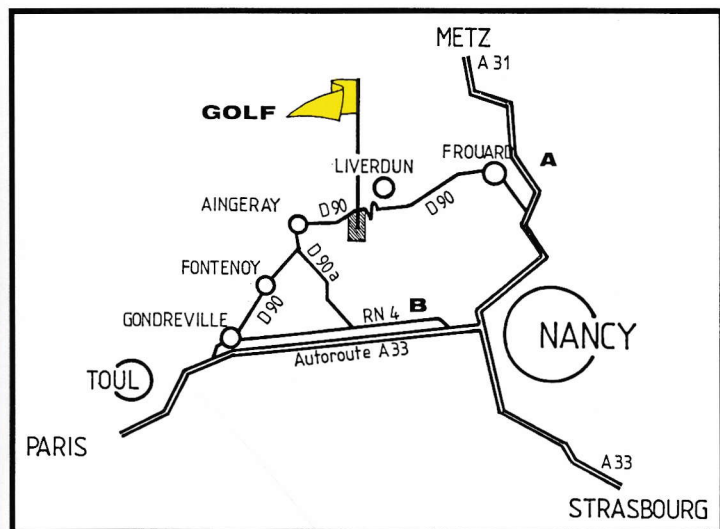 METZ
A 31
GOLF
FROUARD
A
LIVERDUN
AINGERAY
D90
D90
FONTENOY
D90a
D90
GONDREVILLE
RN 4
B
NANCY
Autoroute A33
TOUL
PARIS
A33
STRASBOURG